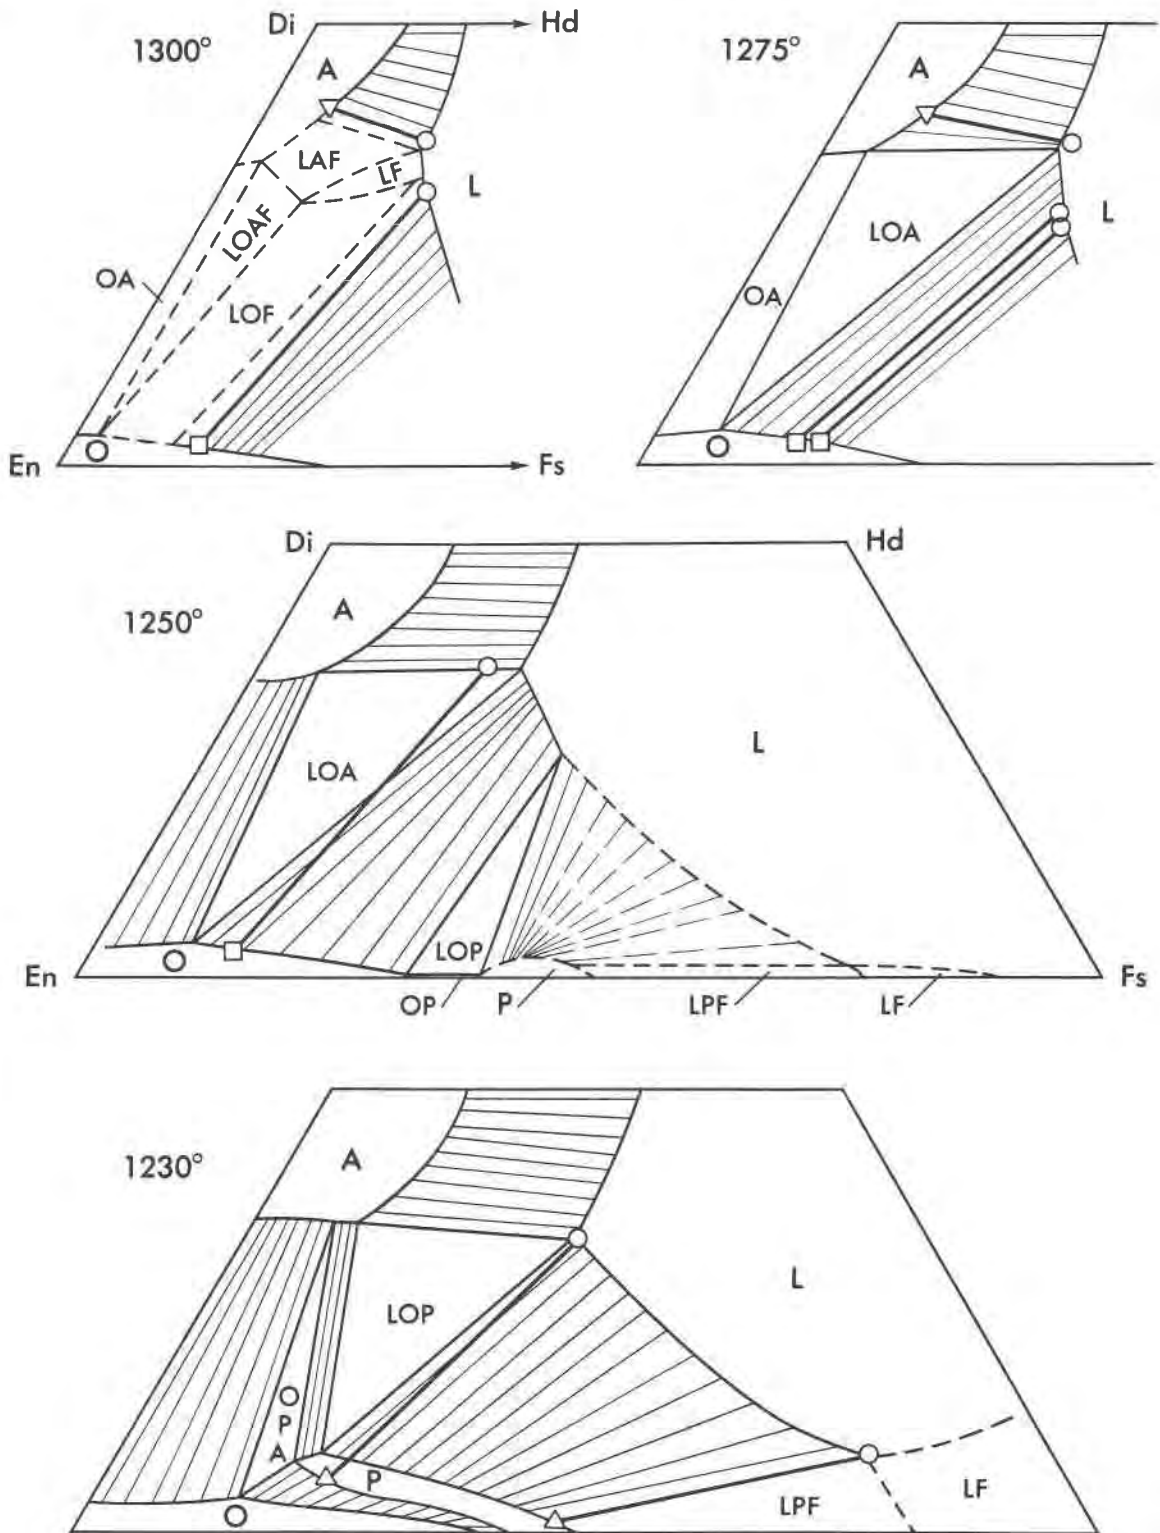 Di
Hd
1300°
A
LAF
LF
L
LOAF
OA
LOF
En
O
Fs
1275°
A
LOA
L
OA
O
Di
Hd
1250°
A
LOA
L
O
LOP
En
OP
P
LPF
LF
Fs
1230°
A
L
LOP
O
P
A
P
O
LPF
LF